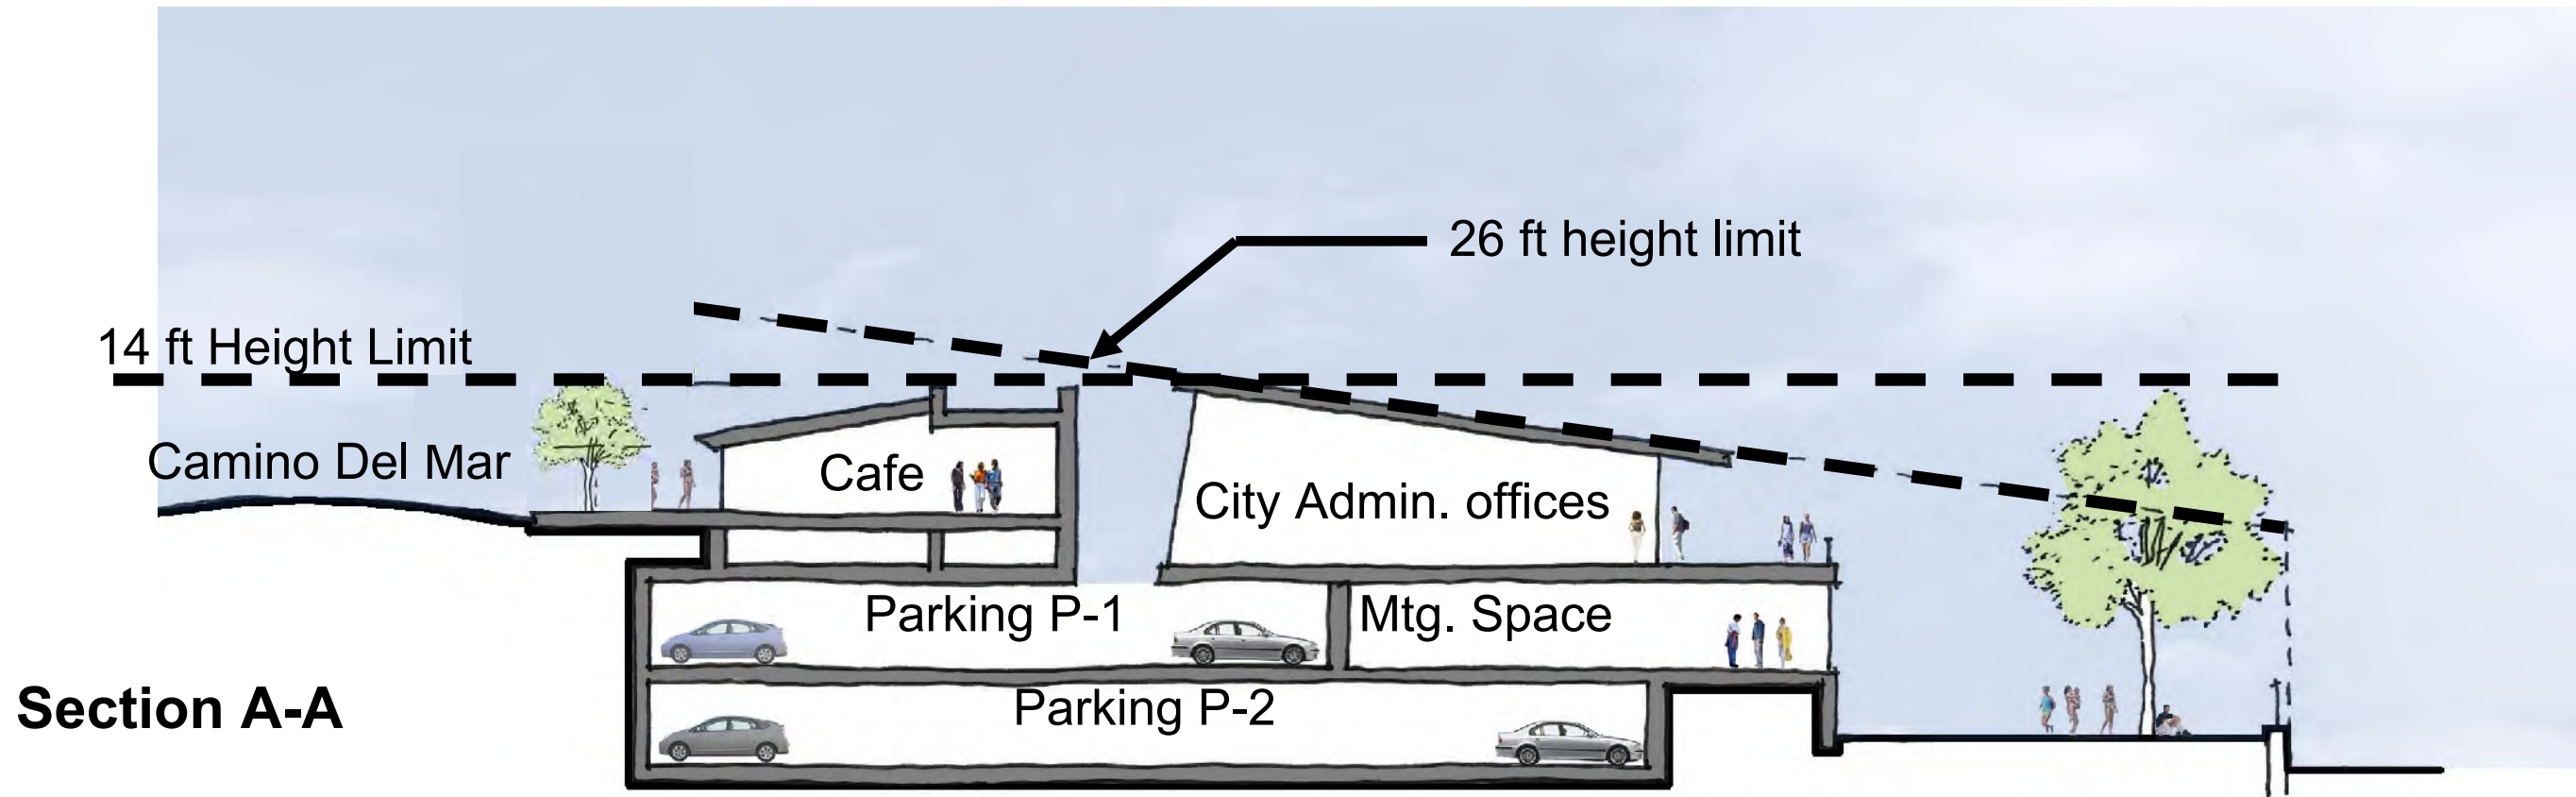 26 ft height limit
14 ft Height Limit
Camino Del Mar
Cafe
City Admin. offices
Parking P-1
Mtg. Space
Section A-A
Parking P-2